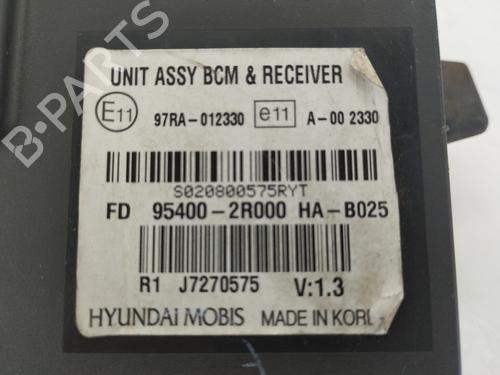 UNIT ASSY BCM & RECEIVER
E11 97RA-012330 e11 A-00 2330
S020800575RYT
FD 95400-2R000 HA-B025
R1 J7270575 V:1.3
HYUNDAI MOBIS MADE IN KORE
B-PARTS